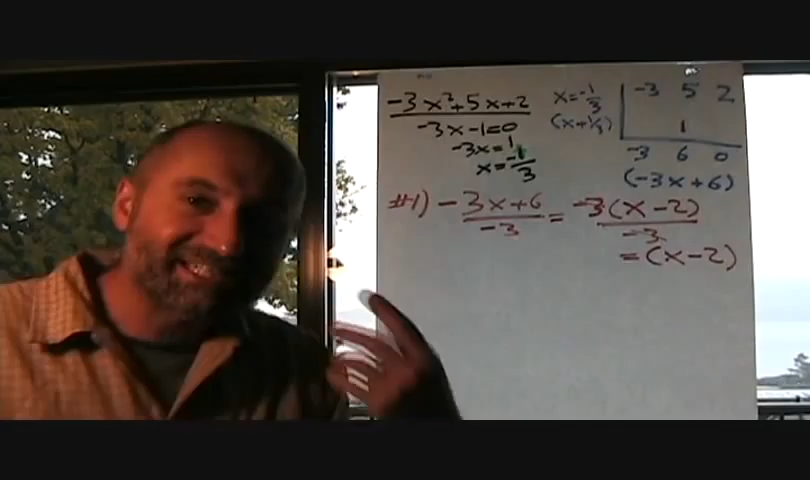 -3x²+5x+2
-3x-1=0
-3x=1
x=-1/3
x=-1/3
(x+1/3)
-3 5 2
1
-3 6 0
(-3x+6)
#1) -3x+6/-3 = -3(x-2)/-3
=(x-2)